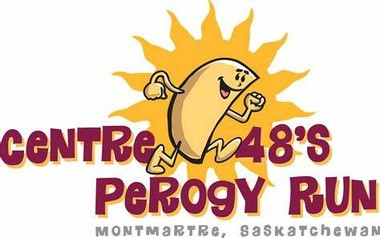 CENTRE 48'S
PEROGY RUN
MONTMARTRE, SASKATCHEWAN